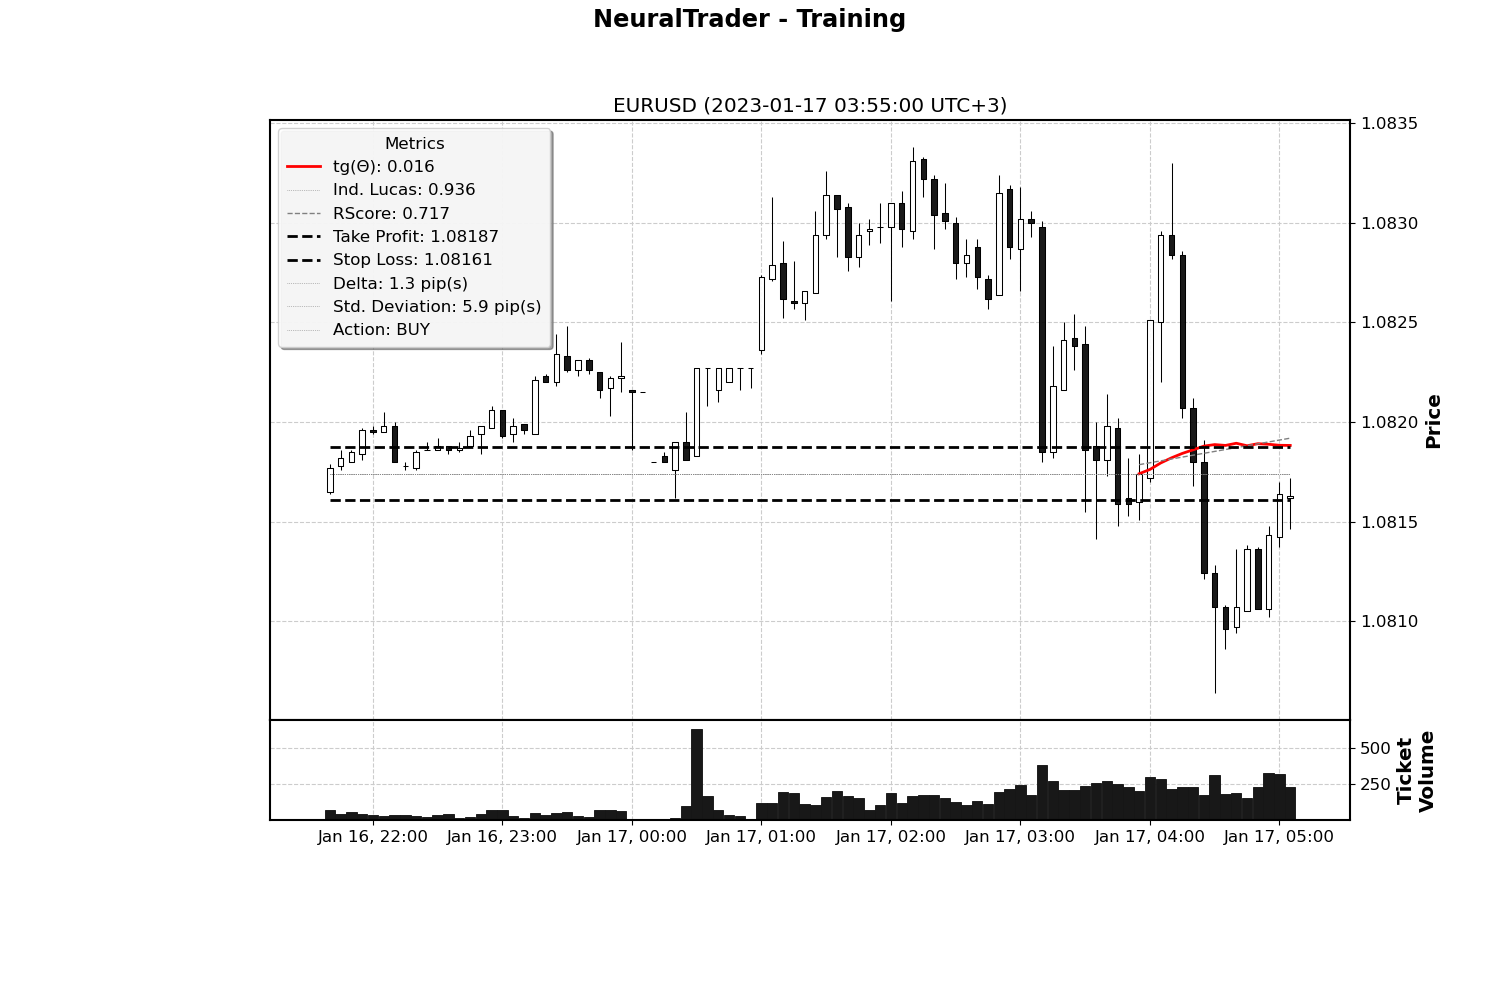 NeuralTrader - Training
EURUSD (2023-01-17 03:55:00 UTC+3)
Metrics
tg(Θ): 0.016
Ind. Lucas: 0.936
RScore: 0.717
Take Profit: 1.08187
Stop Loss: 1.08161
Delta: 1.3 pip(s)
Std. Deviation: 5.9 pip(s)
Action: BUY
1.0835
1.0830
1.0825
1.0820
1.0815
1.0810
Price
500
250
Ticket
Volume
Jan 16, 22:00 Jan 16, 23:00 Jan 17, 00:00 Jan 17, 01:00 Jan 17, 02:00 Jan 17, 03:00 Jan 17, 04:00 Jan 17, 05:00